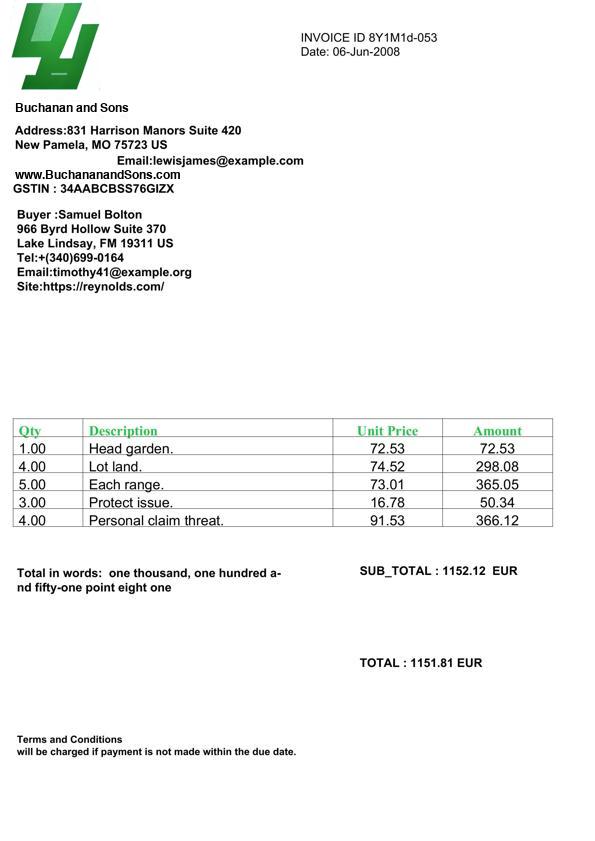 INVOICE ID 8Y1M1d-053
Date: 06-Jun-2008
Buchanan and Sons
Address:831 Harrison Manors Suite 420
New Pamela, MO 75723 US
Email:lewisjames@example.com
www.BuchananandSons.com
GSTIN : 34AABCBSS76GIZX
Buyer :Samuel Bolton
966 Byrd Hollow Suite 370
Lake Lindsay, FM 19311 US
Tel:+(340)699-0164
Email:timothy41@example.org
Site:https://reynolds.com/
Qty Description Unit Price Amount
1.00 Head garden. 72.53 72.53
4.00 Lot land. 74.52 298.08
5.00 Each range. 73.01 365.05
3.00 Protect issue. 16.78 50.34
4.00 Personal claim threat. 91.53 366.12
Total in words:  one thousand, one hundred a-
nd fifty-one point eight one
SUB_TOTAL : 1152.12  EUR
TOTAL : 1151.81 EUR
Terms and Conditions
will be charged if payment is not made within the due date.